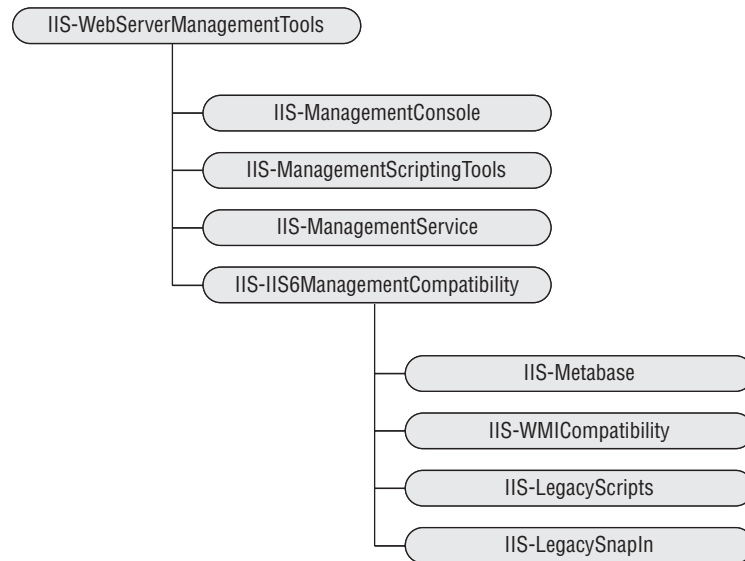 IIS-WebServerManagementTools
IIS-ManagementConsole
IIS-ManagementScriptingTools
IIS-ManagementService
IIS-IIS6ManagementCompatibility
IIS-Metabase
IIS-WMICompatibility
IIS-LegacyScripts
IIS-LegacySnapIn